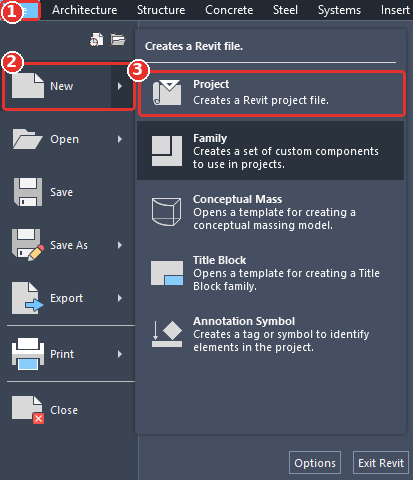 1
Architecture Structure Concrete Steel Systems Insert
Creates a Revit file.
2
New
3
Project
Creates a Revit project file.
Open
Family
Creates a set of custom components
to use in projects.
Save
Conceptual Mass
Opens a template for creating a
conceptual massing model.
Save As
Title Block
Opens a template for creating a Title
Block family.
Export
Annotation Symbol
Creates a tag or symbol to identify
elements in the project.
Print
Close
Options Exit Revit